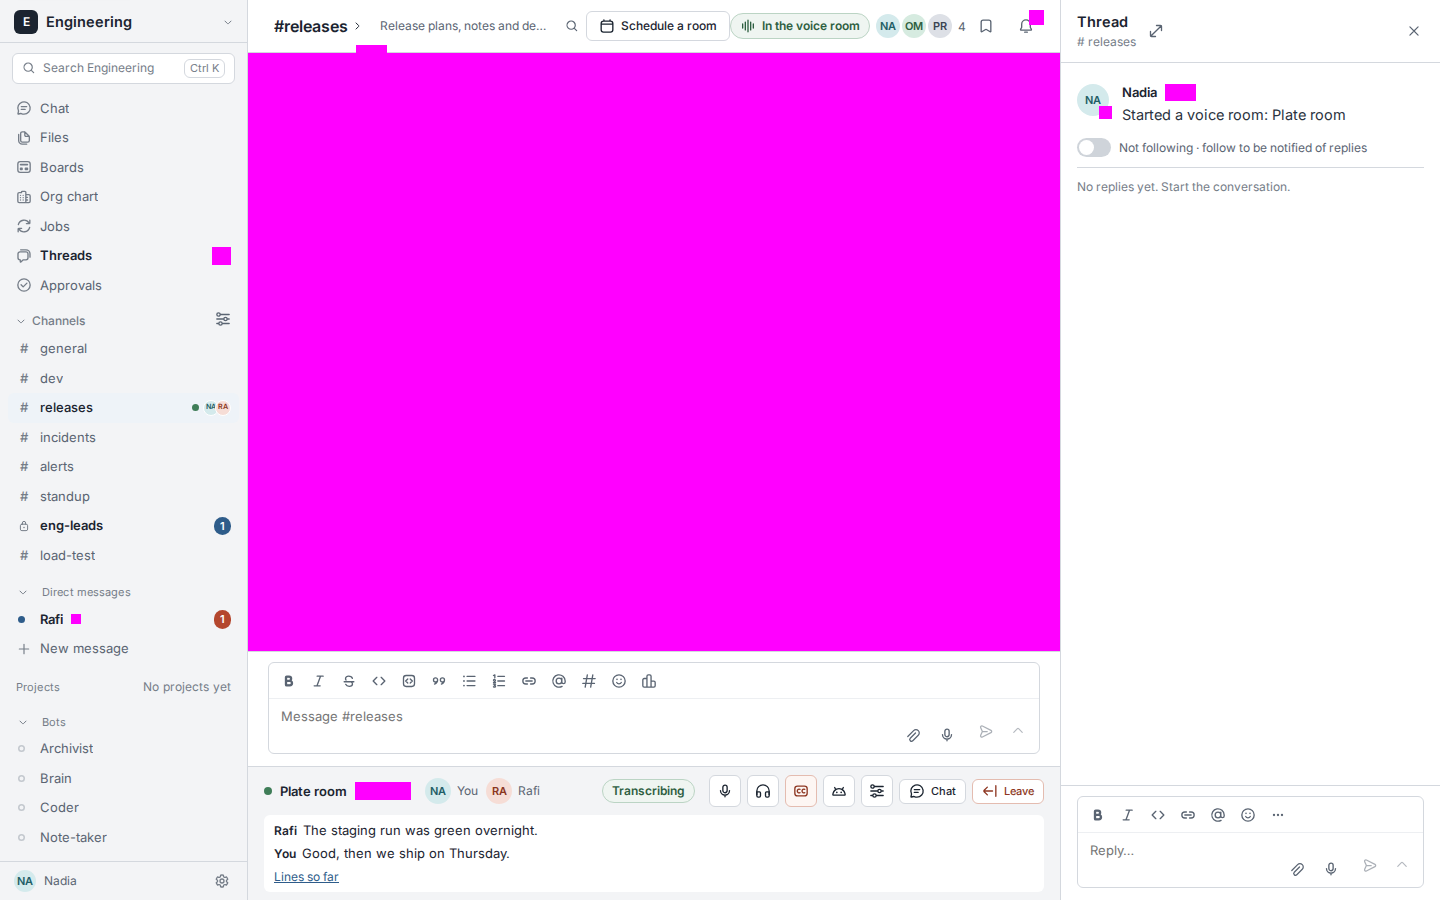 E Engineering
Search Engineering Ctrl K
Chat
Files
Boards
Org chart
Jobs
Threads
Approvals
Channels
# general
# dev
# releases NA RA
# incidents
# alerts
# standup
eng-leads 1
# load-test
Direct messages
Rafi 1
New message
Projects No projects yet
Bots
Archivist
Brain
Coder
Note-taker
NA Nadia
#releases Release plans, notes and de... Schedule a room In the voice room NA OM PR 4
Message #releases
Plate room NA You RA Rafi Transcribing CC Chat Leave
Rafi The staging run was green overnight.
You Good, then we ship on Thursday.
Lines so far
Thread
# releases
NA Nadia
Started a voice room: Plate room
Not following · follow to be notified of replies
No replies yet. Start the conversation.
Reply...